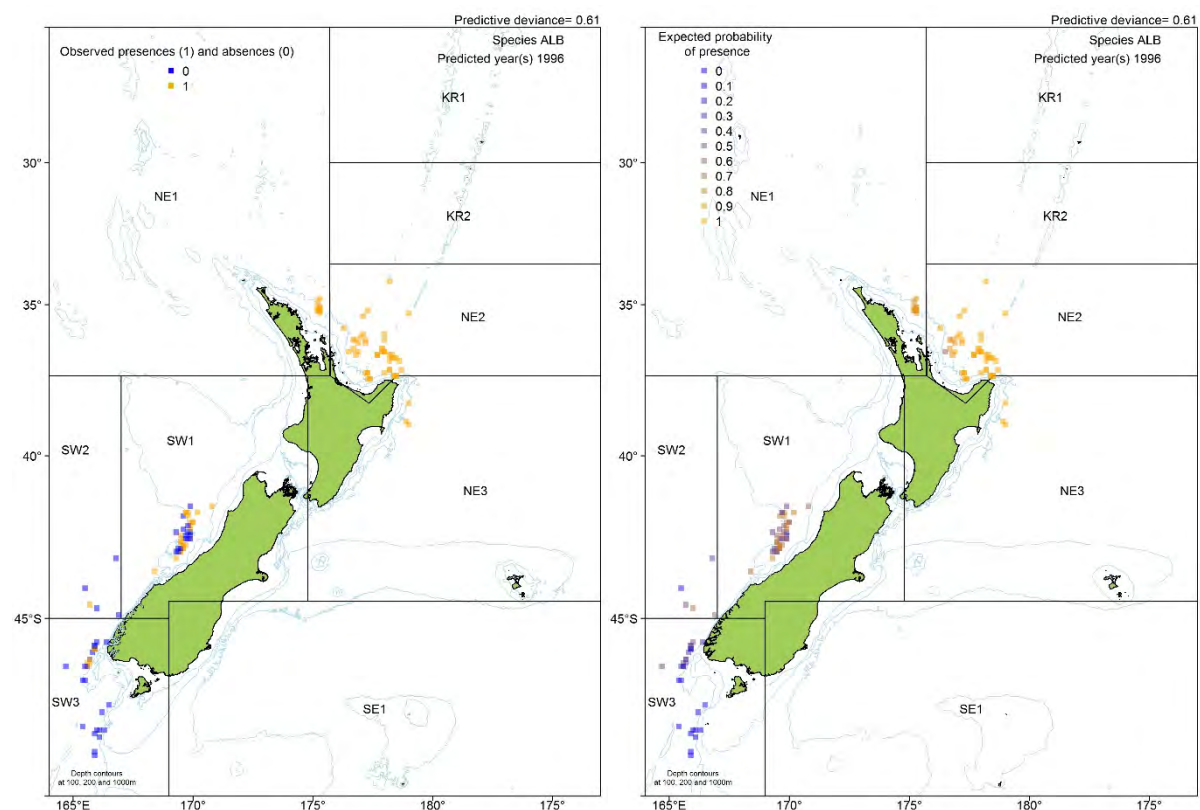 Predictive deviance= 0.61
Observed presences (1) and absences (0)
0
1
Species ALB
Predicted year(s) 1996
KR1
30°
NE1
KR2
35°
NE2
SW2
SW1
40°
NE3
45°S
SW3
SE1
Depth contours
at 100, 200 and 1000m
165°E
170°
175°
180°
175°
Predictive deviance= 0.61
Expected probability
of presence
0
0.1
0.2
0.3
0.4
0.5
0.6
0.7
0.8
0.9
1
Species ALB
Predicted year(s) 1996
KR1
30°
NE1
KR2
35°
NE2
SW2
SW1
40°
NE3
45°S
SW3
SE1
Depth contours
at 100, 200 and 1000m
165°E
170°
175°
180°
175°